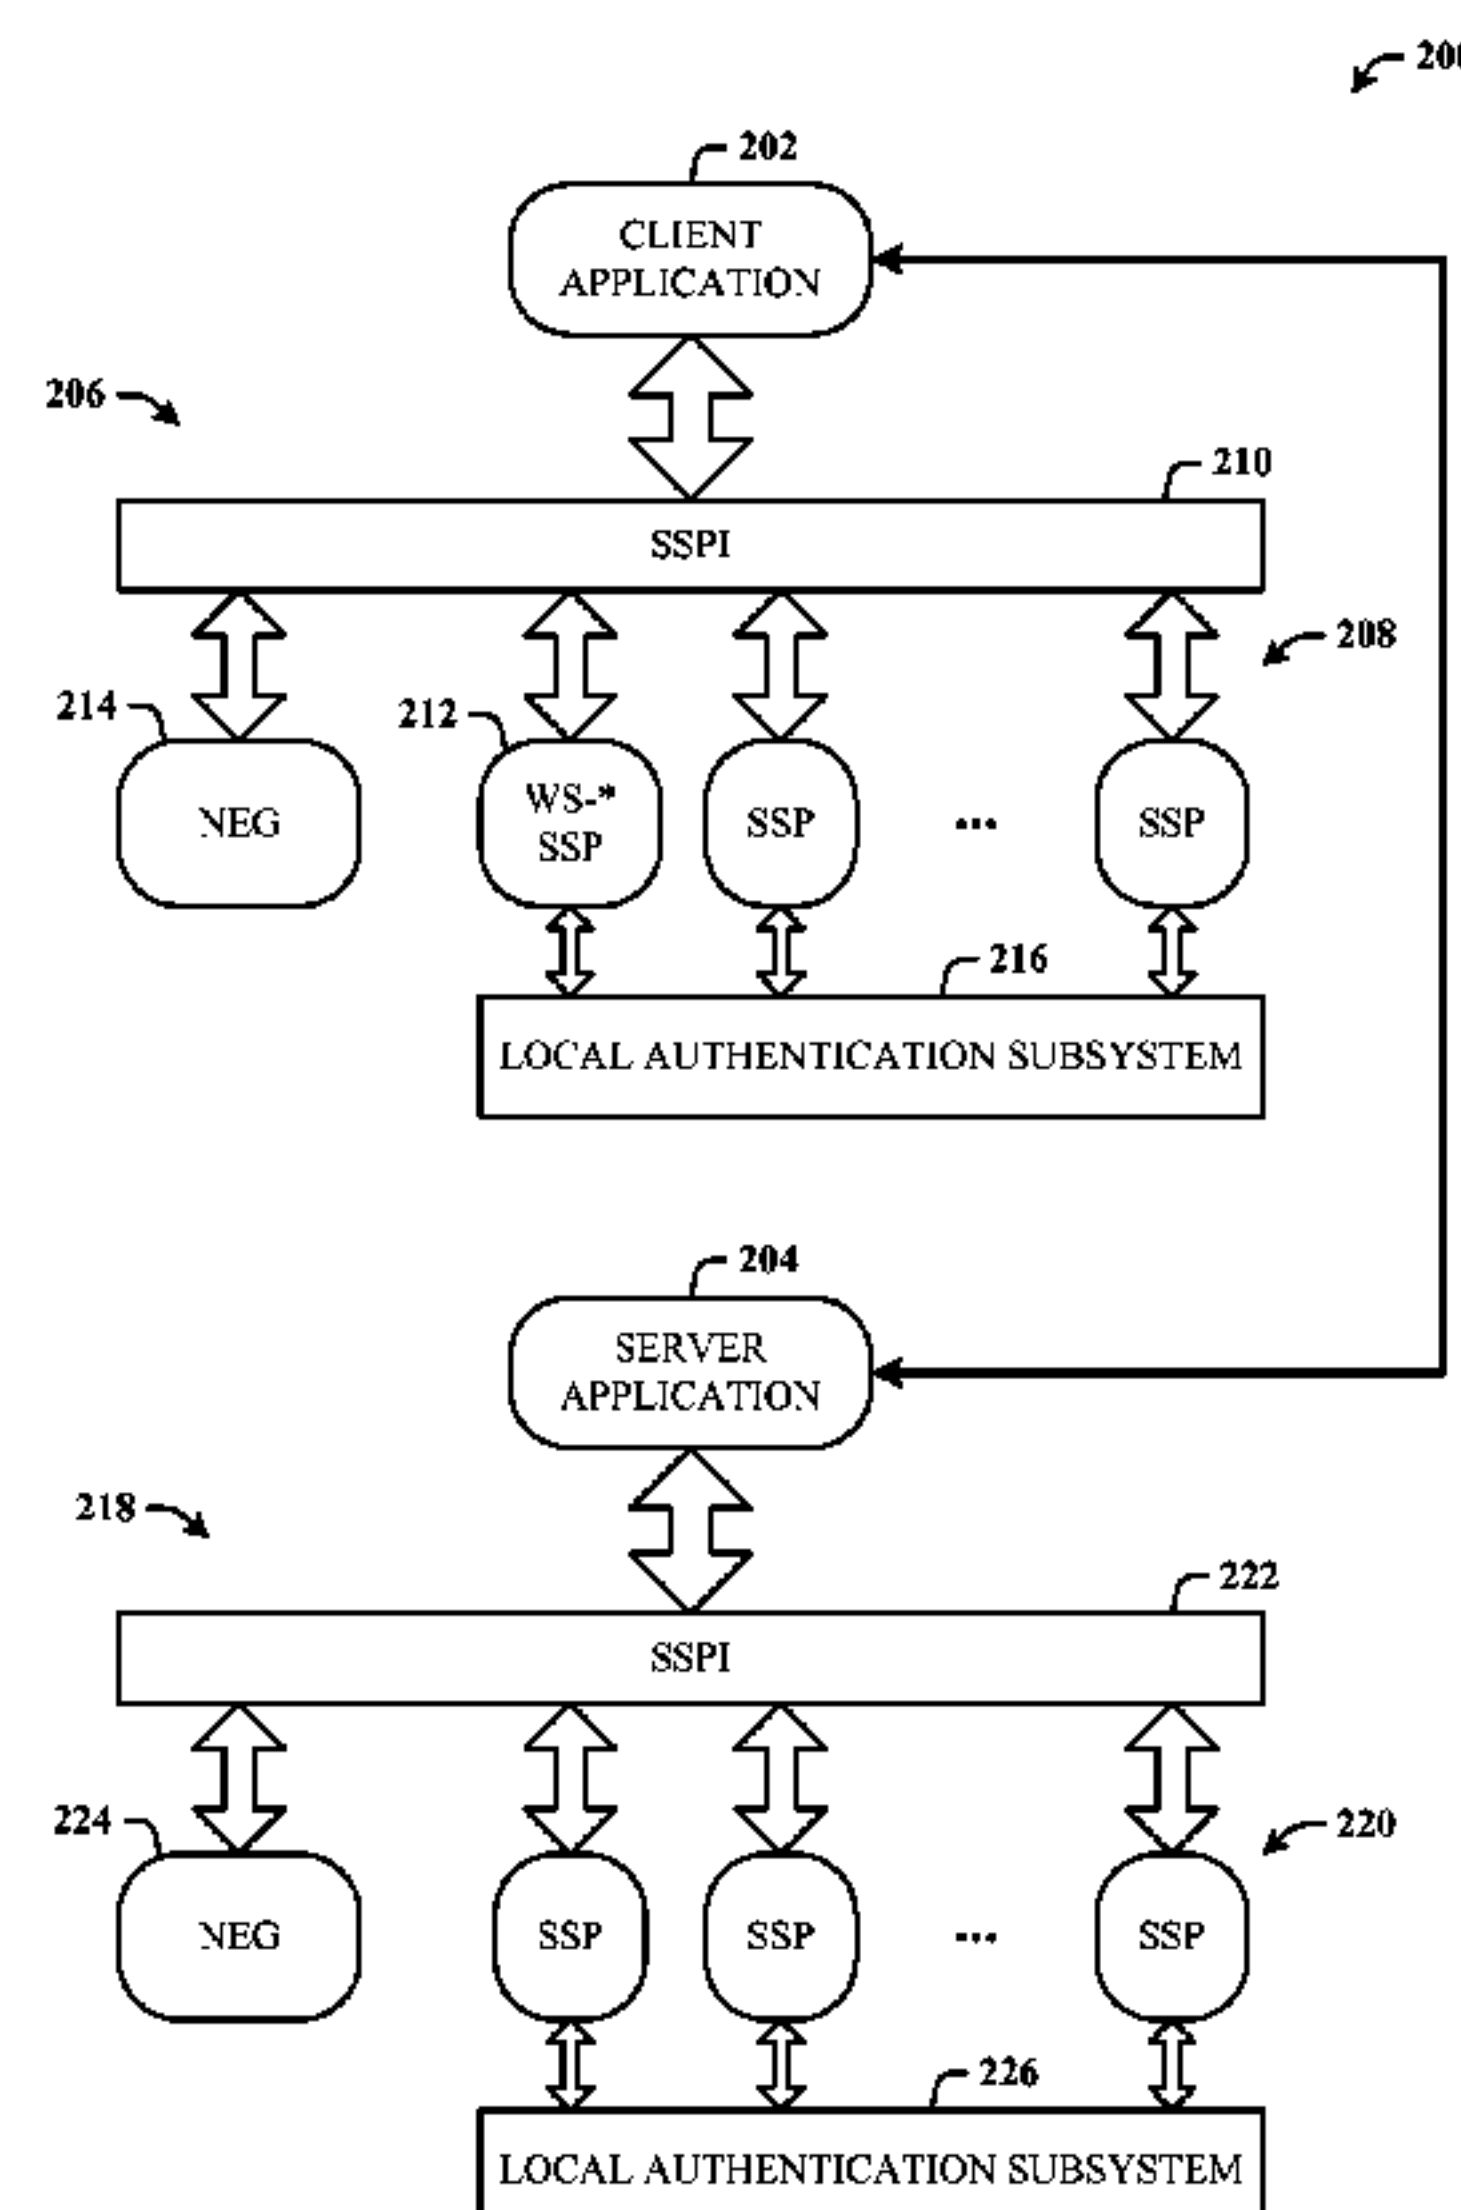 202
CLIENT
APPLICATION
206
210
SSPI
208
214
212
NEG
WS-*
SSP
SSP
...
SSP
216
LOCAL AUTHENTICATION SUBSYSTEM
204
SERVER
APPLICATION
218
222
SSPI
224
220
NEG
SSP
SSP
...
SSP
226
LOCAL AUTHENTICATION SUBSYSTEM